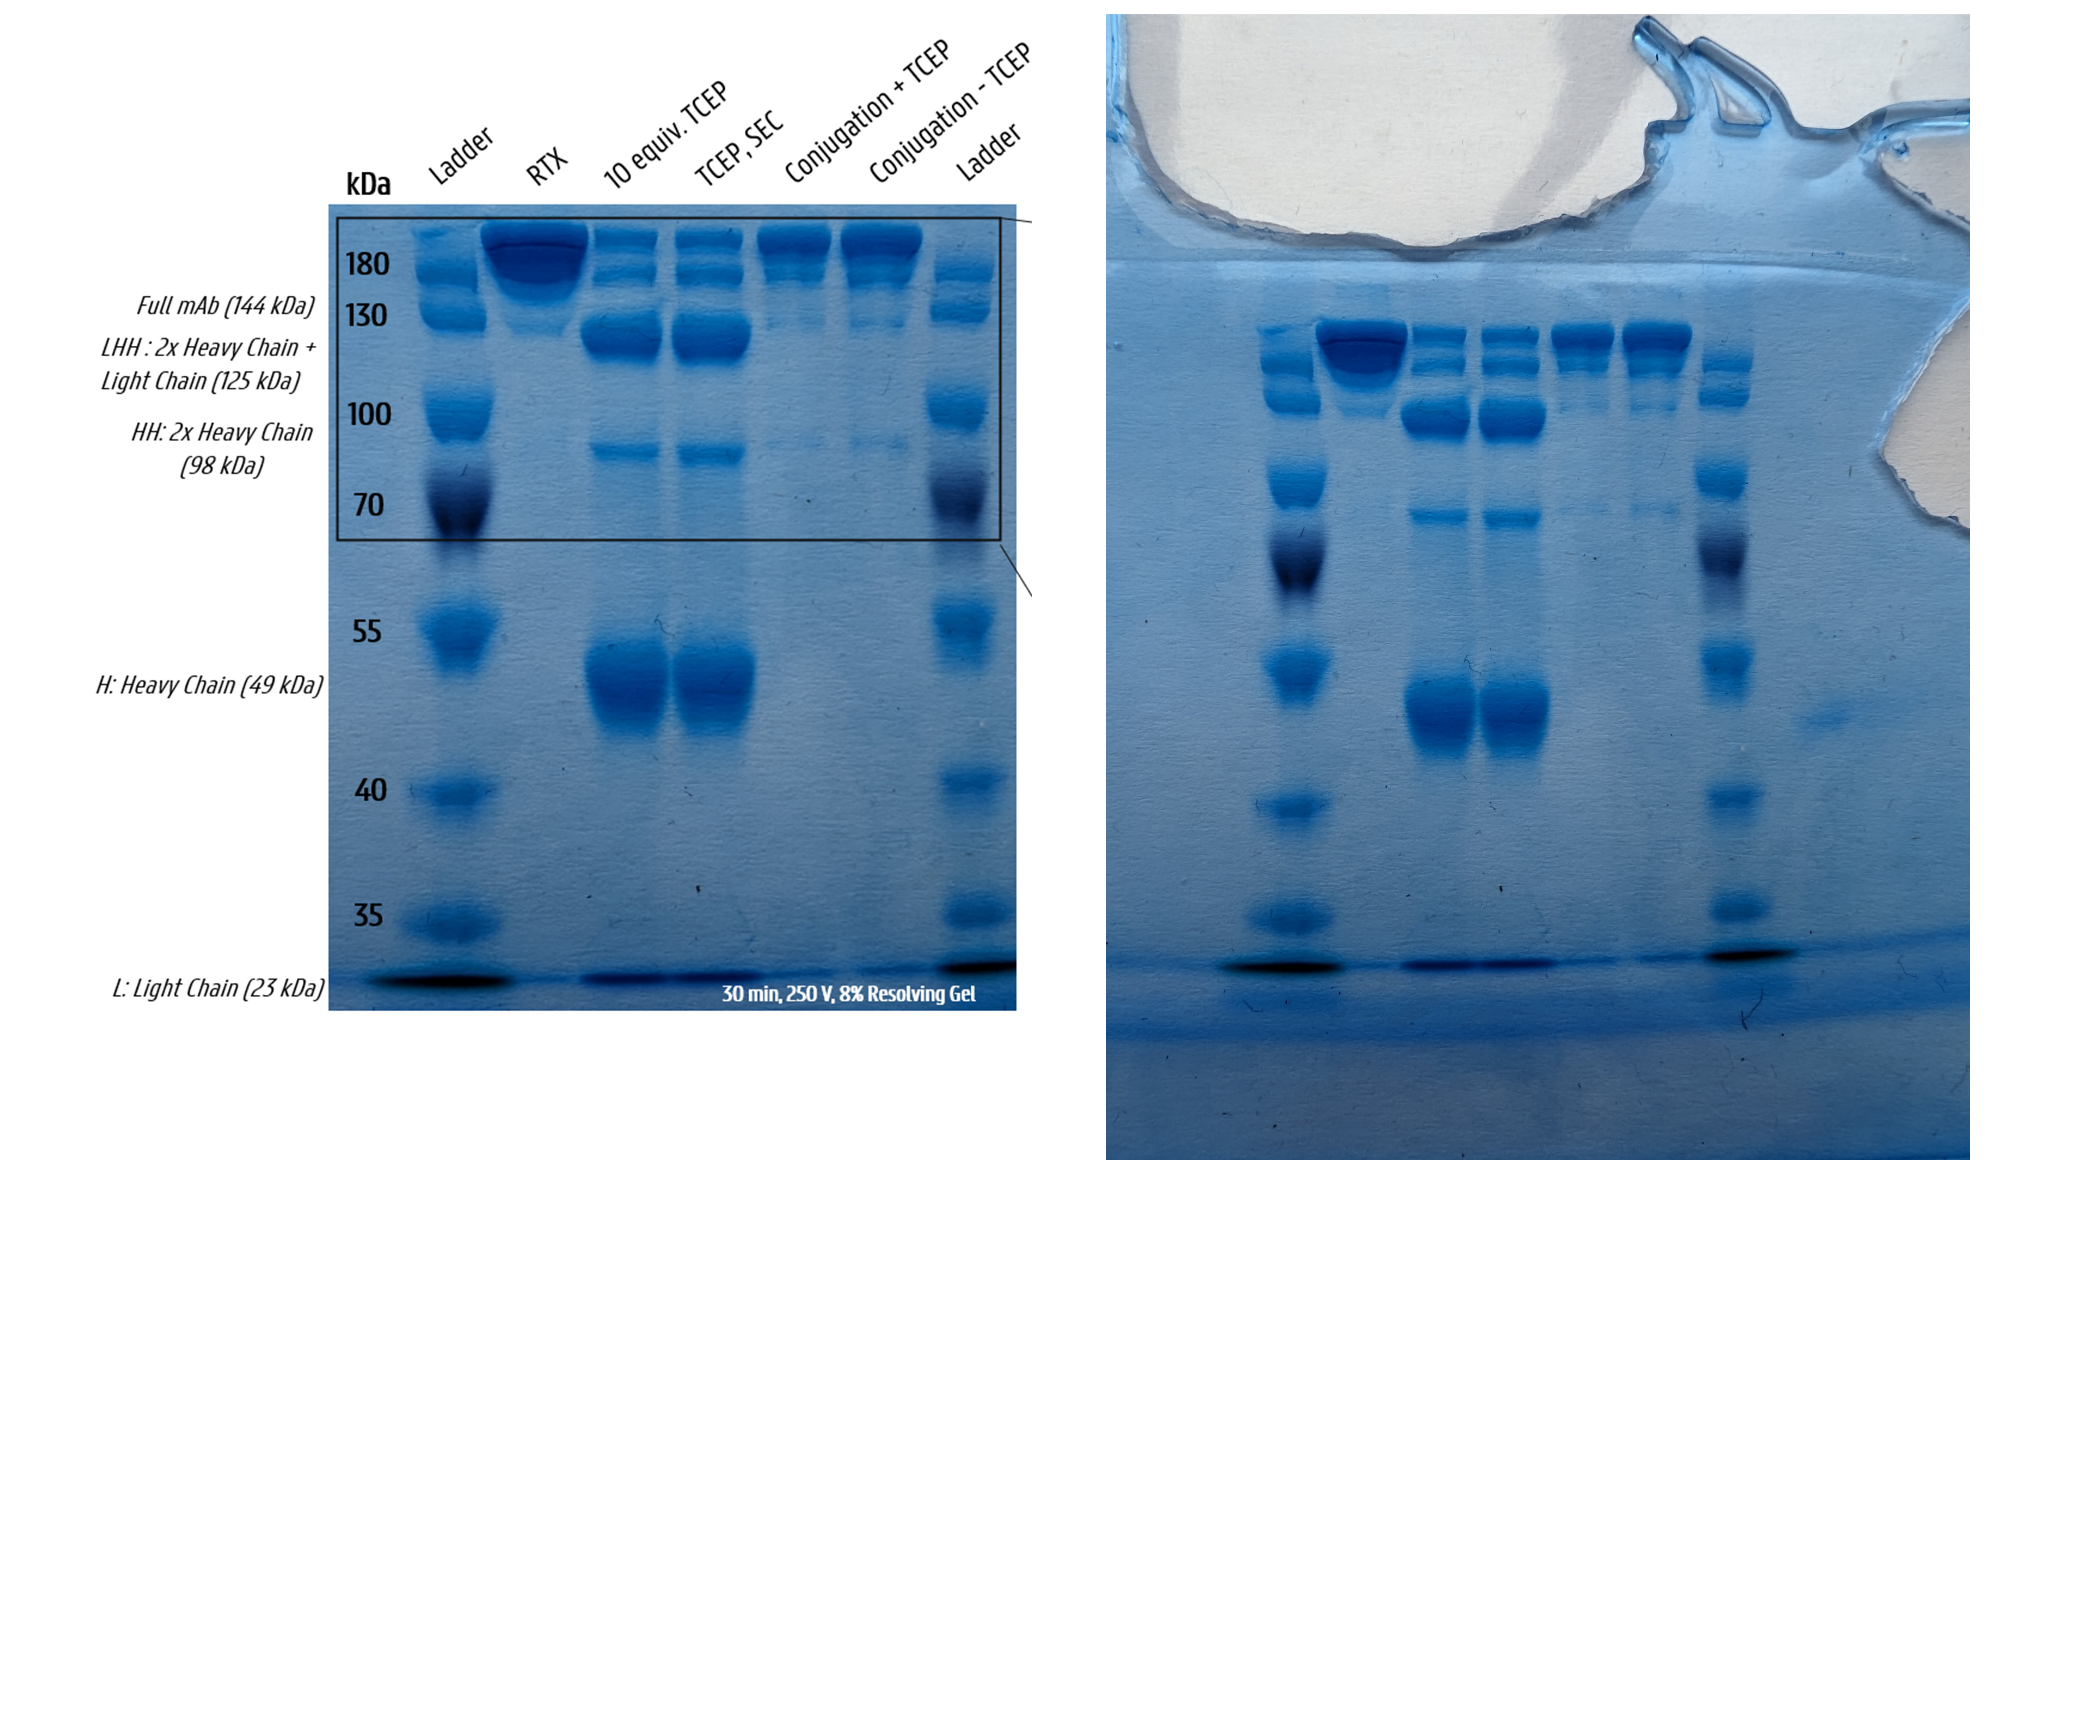 kDa
Ladder
RTX
10 equiv. TCEP
TCEP, SEC
Conjugation + TCEP
Conjugation - TCEP
Ladder
180
Full mAb (144 kDa)
130
LHH : 2x Heavy Chain +
Light Chain (125 kDa)
100
HH: 2x Heavy Chain
(98 kDa)
70
55
H: Heavy Chain (49 kDa)
40
35
L: Light Chain (23 kDa)
30 min, 250 V, 8% Resolving Gel